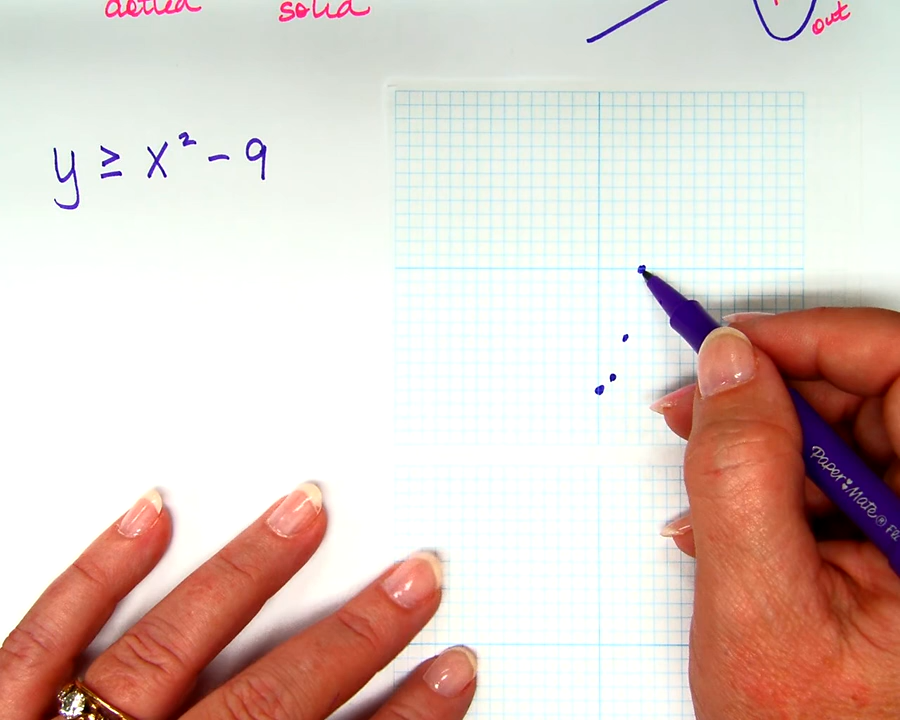 dotted solid
out
y ≥ x² - 9
Paper Mate®